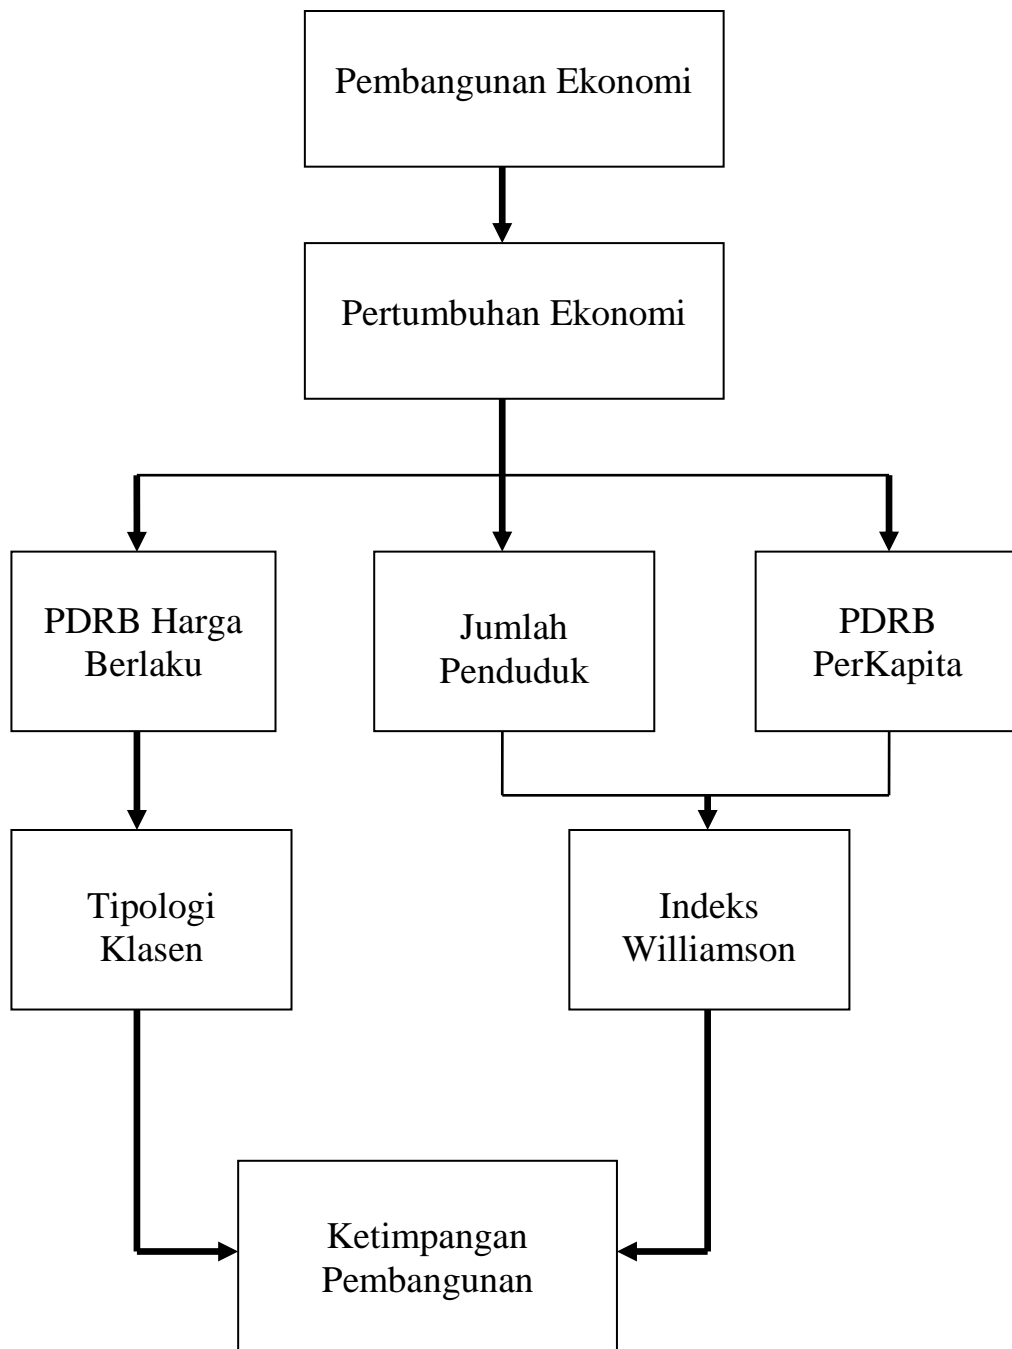 Pembangunan Ekonomi
Pertumbuhan Ekonomi
PDRB Harga
Berlaku
Jumlah
Penduduk
PDRB
PerKapita
Tipologi
Klasen
Indeks
Williamson
Ketimpangan
Pembangunan